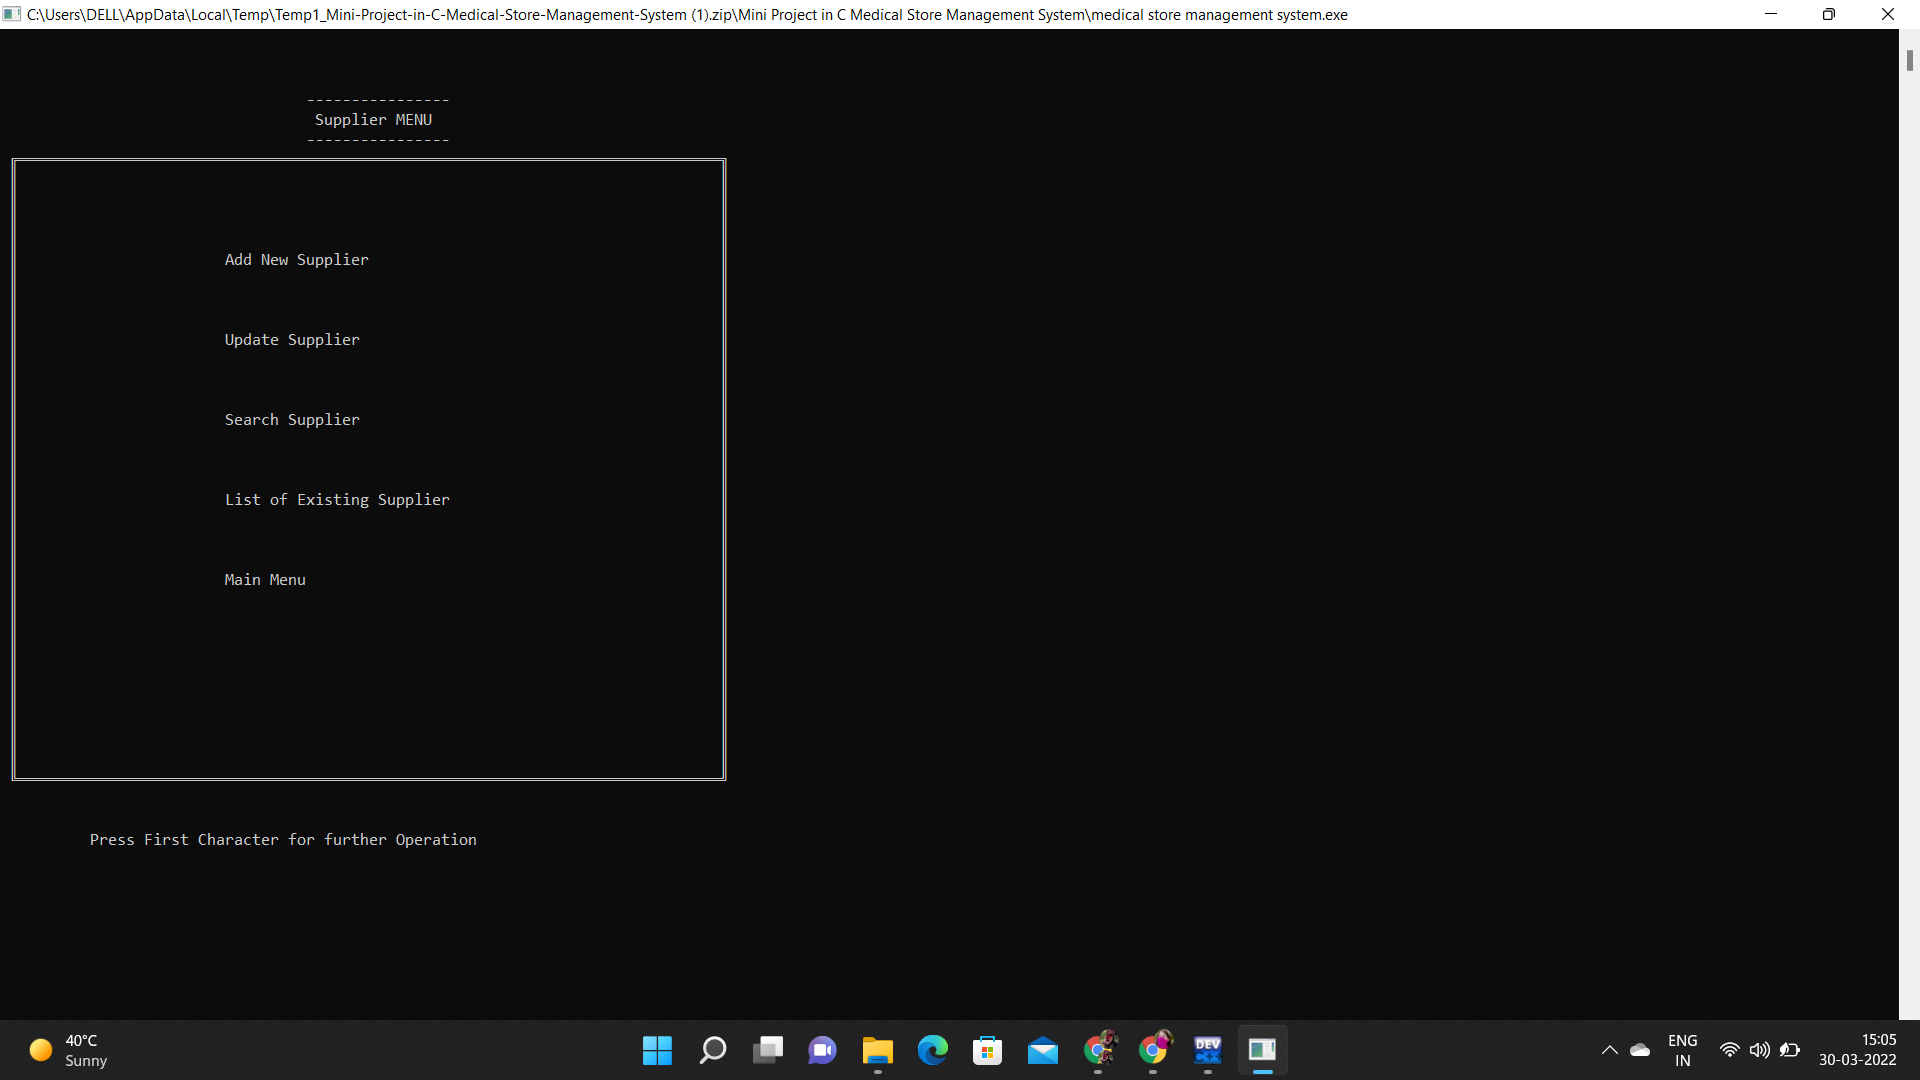 C:\Users\DELL\AppData\Local\Temp\Temp1_Mini-Project-in-C-Medical-Store-Management-System (1).zip\Mini Project in C Medical Store Management System\medical store management system.exe
----------------
Supplier MENU
----------------
Add New Supplier
Update Supplier
Search Supplier
List of Existing Supplier
Main Menu
Press First Character for further Operation
40°C
Sunny
DEV
C++
ENG
IN
15:05
30-03-2022